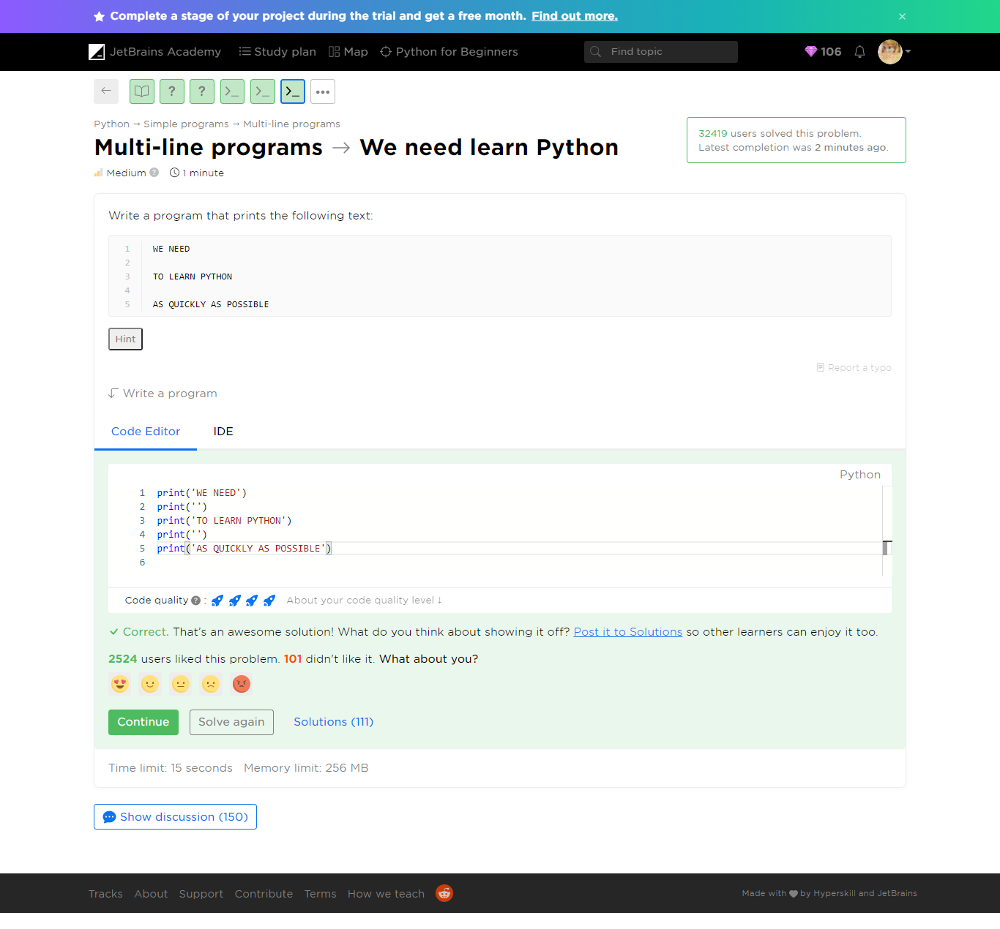 Complete a stage of your project during the trial and get a free month. Find out more. ×
JetBrains Academy Study plan Map Python for Beginners Find topic 106
? ? >_ >_ >_ •••
Python → Simple programs → Multi-line programs
Multi-line programs → We need learn Python
Medium ? 1 minute
32419 users solved this problem.
Latest completion was 2 minutes ago.
Write a program that prints the following text:
1 WE NEED
2
3 TO LEARN PYTHON
4
5 AS QUICKLY AS POSSIBLE
Hint
Report a typo
Write a program
Code Editor IDE
Python
1 print('WE NEED')
2 print('')
3 print('TO LEARN PYTHON')
4 print('')
5 print('AS QUICKLY AS POSSIBLE')
6
Code quality ? : About your code quality level ↓
Correct. That's an awesome solution! What do you think about showing it off? Post it to Solutions so other learners can enjoy it too.
2524 users liked this problem. 101 didn't like it. What about you?
Continue Solve again Solutions (111)
Time limit: 15 seconds Memory limit: 256 MB
Show discussion (150)
Tracks About Support Contribute Terms How we teach Made with ♥ by Hyperskill and JetBrains